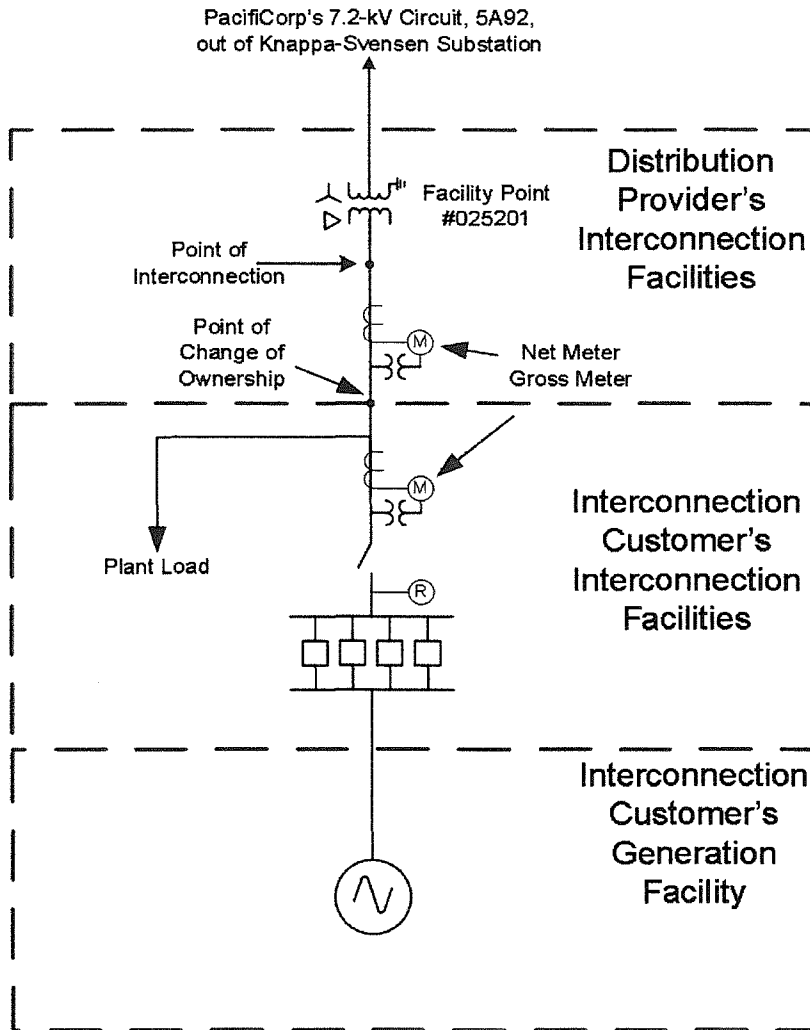 PacifiCorp's 7.2-kV Circuit, 5A92,
out of Knappa-Svensen Substation
Distribution
Provider's
Interconnection
Facilities
Facility Point
#025201
Point of
Interconnection
Point of
Change of
Ownership
M
Net Meter
Gross Meter
M
Plant Load
Interconnection
Customer's
Interconnection
Facilities
R
Interconnection
Customer's
Generation
Facility